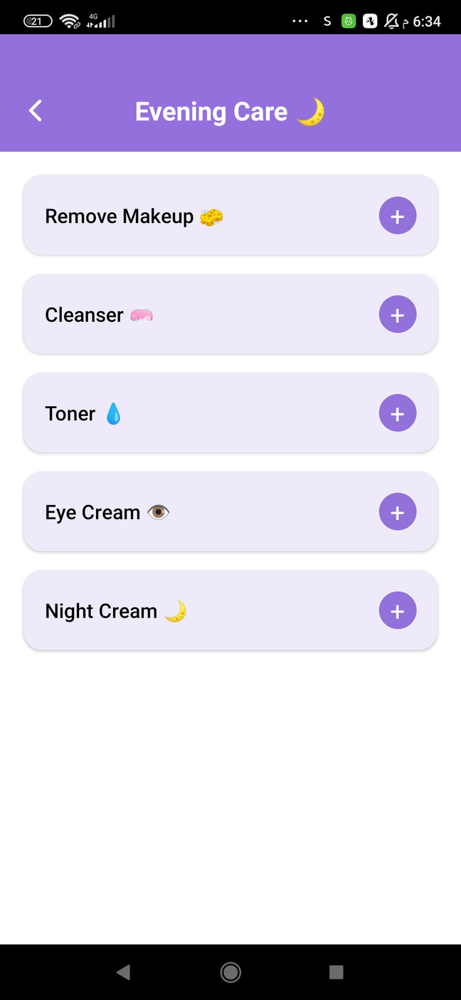 21 4G ... S م 6:34
Evening Care 🌙
Remove Makeup 🧽
+
Cleanser 🧼
+
Toner 💧
+
Eye Cream 👁️
+
Night Cream 🌙
+